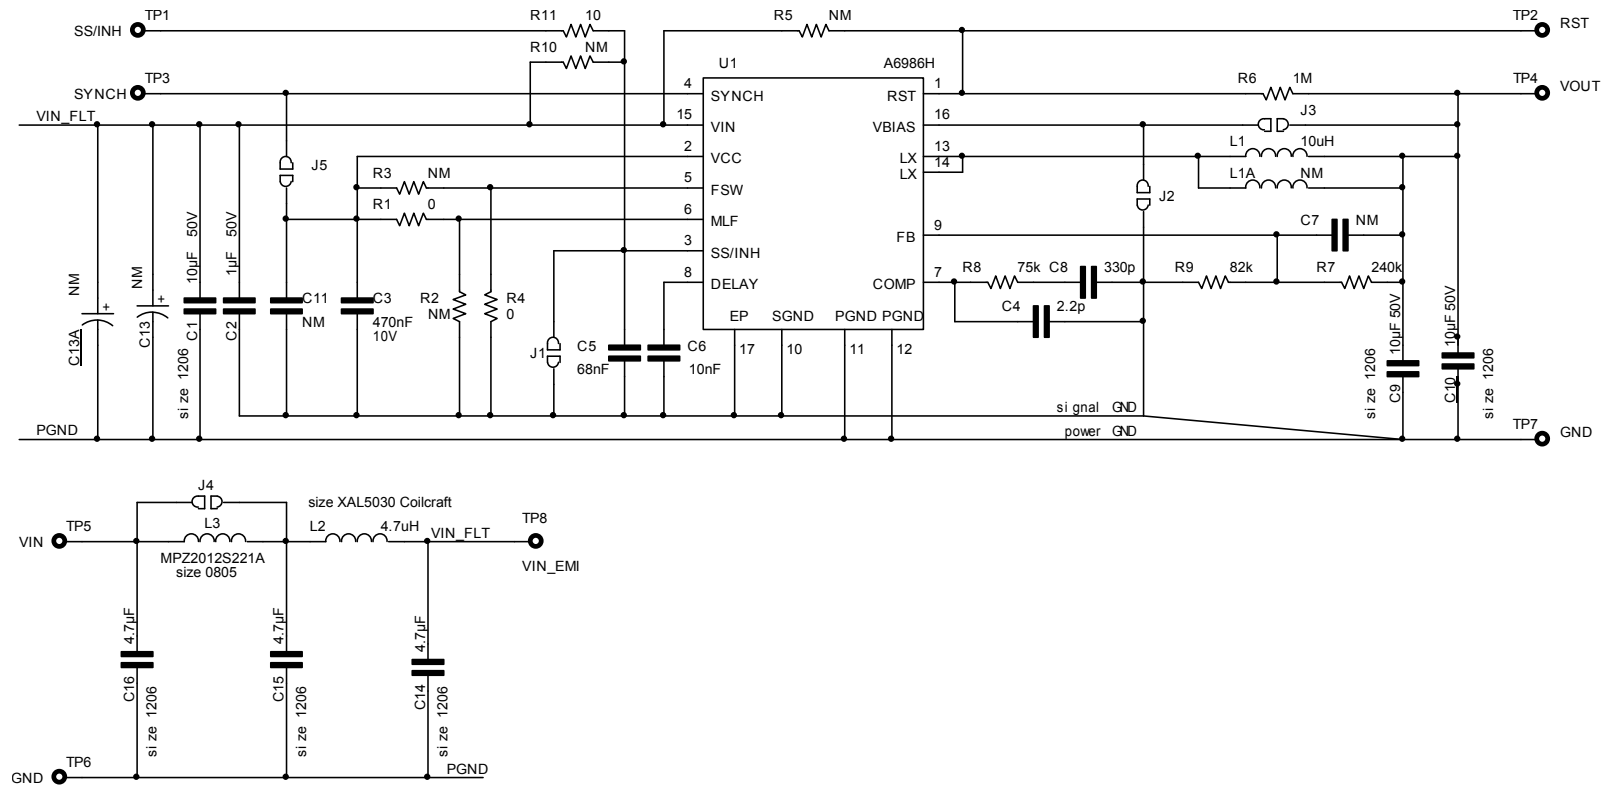 TP1
R11 10
R5 NM
TP2
RST
SS/INH
R10 NM
U1 A6986H
TP3
SYNCH
4
SYNCH
RST
1
R6 1M
TP4
VOUT
VIN_FLT
15
VIN
VBIAS
16
J3
2
VCC
LX
13
14
LX
L1 10uH
L1A NM
J5
R3 NM
5
FSW
R1 0
6
MLF
J2
3
SS/INH
FB
9
C7 NM
8
DELAY
COMP
7
R8 75k
C8 330p
R9 82k
R7 240k
C4 2.2p
EP SGND PGND PGND
17 10 11 12
NM
C13A
+
NM
C13
+
10µF 50V
C1
size 1206
1µF 50V
C2
C11
NM
C3
470nF
10V
R2
NM
R4
0
J1
C5
68nF
C6
10nF
10µF 50V
C9
size 1206
10µF 50V
C10
size 1206
signal GND
PGND
power GND
TP7
GND
J4
size XAL5030 Coilcraft
TP5
VIN
L3
MPZ2012S221A
size 0805
L2 4.7uH
VIN_FLT
TP8
VIN_EMI
4.7µF
C16
size 1206
4.7µF
C15
size 1206
4.7µF
C14
size 1206
TP6
GND
PGND